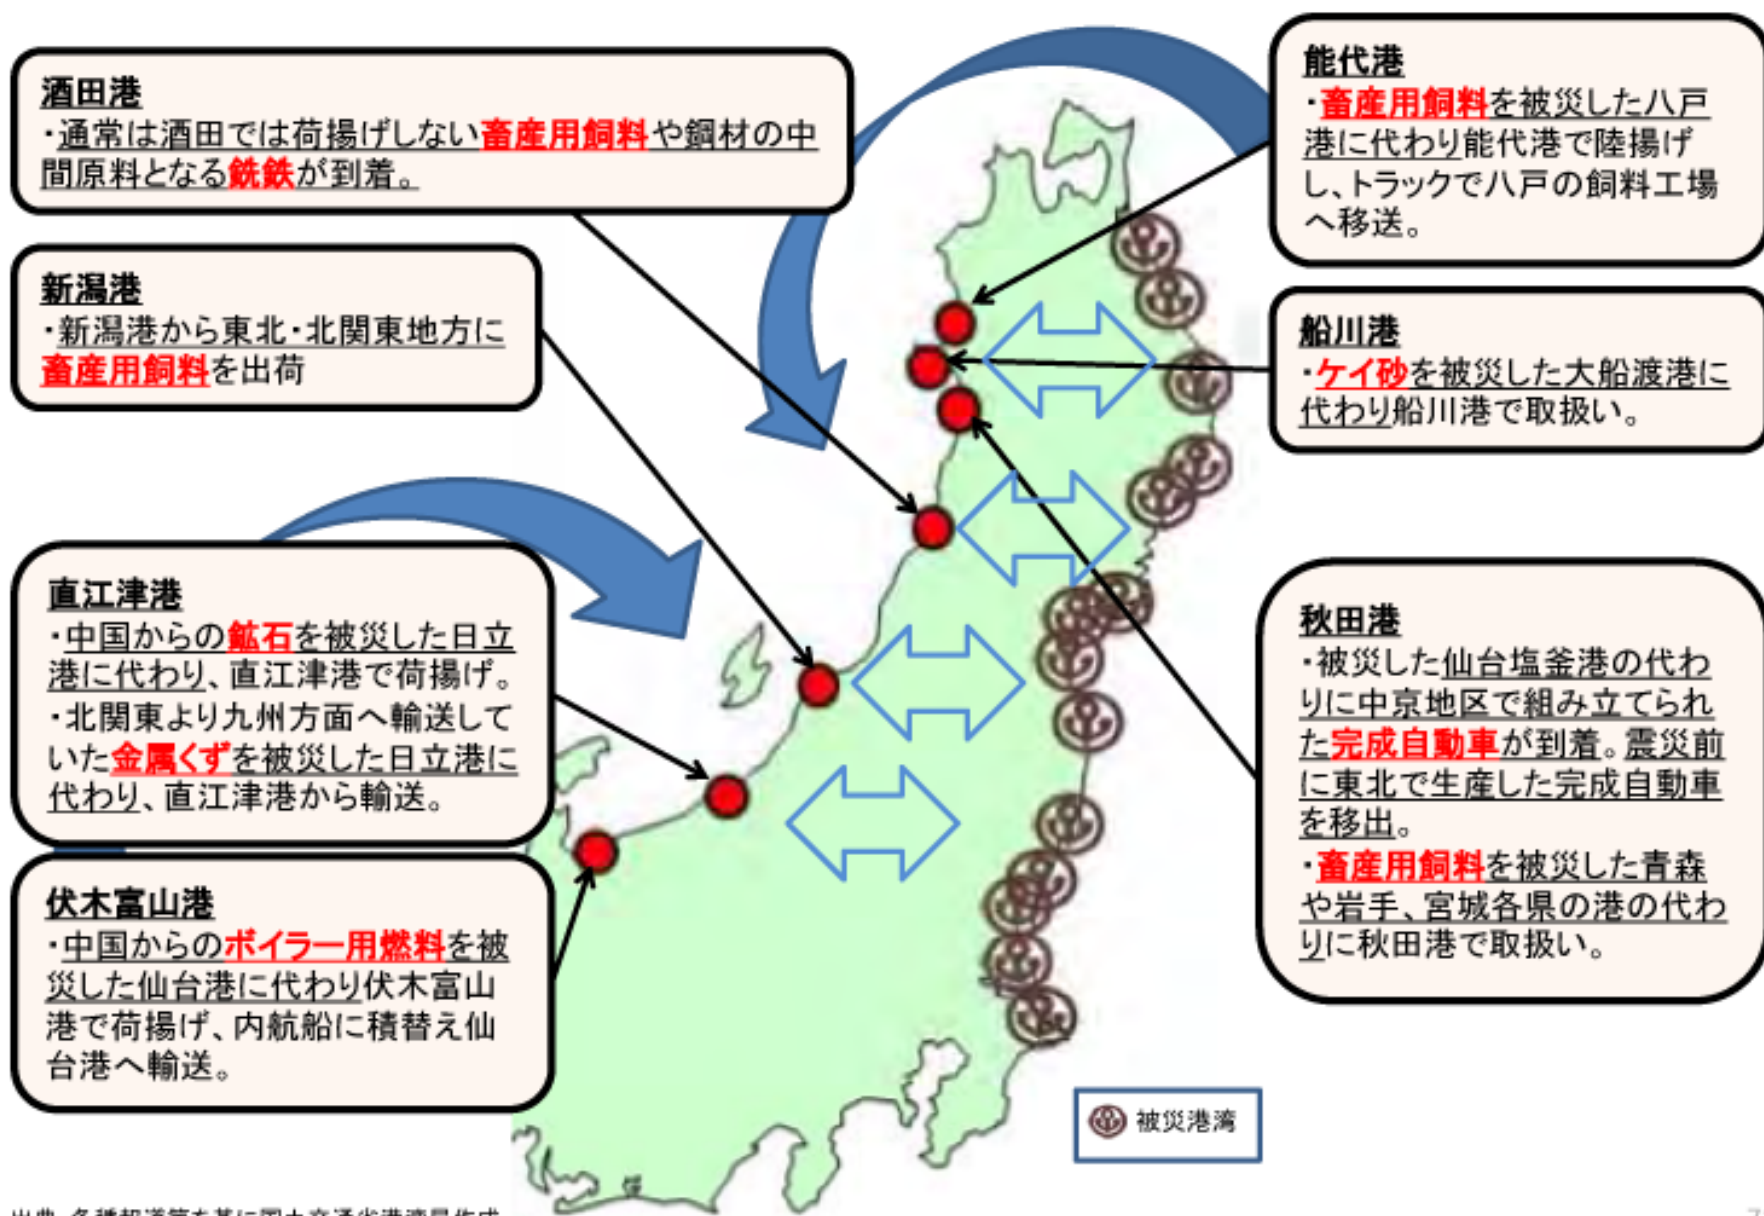 酒田港
・通常は酒田では荷揚げしない畜産用飼料や鋼材の中
間原料となる銑鉄が到着。
新潟港
・新潟港から東北・北関東地方に
畜産用飼料を出荷
直江津港
・中国からの鉱石を被災した日立
港に代わり、直江津港で荷揚げ。
・北関東より九州方面へ輸送して
いた金属くずを被災した日立港に
代わり、直江津港から輸送。
伏木富山港
・中国からのボイラー用燃料を被
災した仙台港に代わり伏木富山
港で荷揚げ、内航船に積替え仙
台港へ輸送。
能代港
・畜産用飼料を被災した八戸
港に代わり能代港で陸揚げ
し、トラックで八戸の飼料工場
へ移送。
船川港
・ケイ砂を被災した大船渡港に
代わり船川港で取扱い。
秋田港
・被災した仙台塩釜港の代わ
りに中京地区で組み立てられ
た完成自動車が到着。震災前
に東北で生産した完成自動車
を移出。
・畜産用飼料を被災した青森
や岩手、宮城各県の港の代わ
りに秋田港で取扱い。
被災港湾